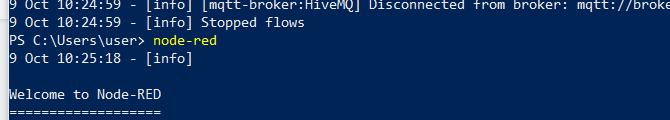 9 Oct 10:24:59 - [info] [mqtt-broker:HiveMQ] Disconnected from broker: mqtt://broke
9 Oct 10:24:59 - [info] Stopped flows
PS C:\Users\user> node-red
9 Oct 10:25:18 - [info]
Welcome to Node-RED
===================